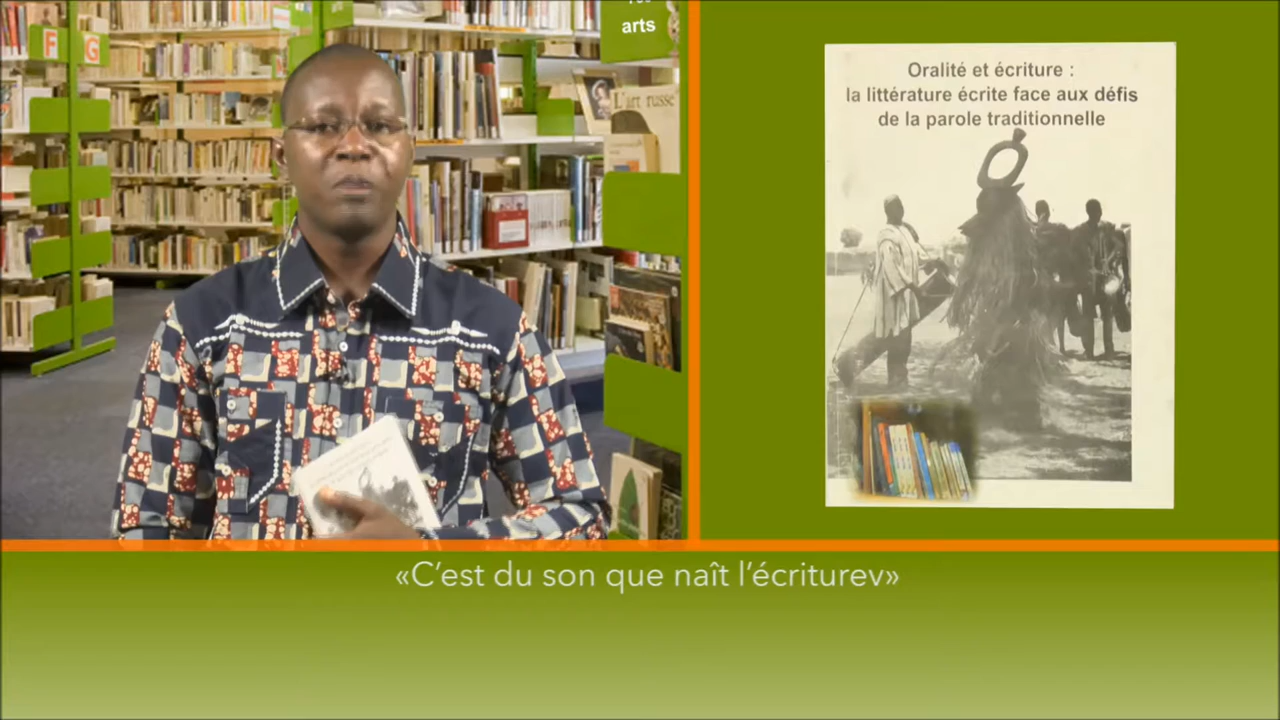 F
G
arts
L'art russe
Oralité et écriture :
la littérature écrite face aux défis
de la parole traditionnelle
«C'est du son que naît l'écriturev»